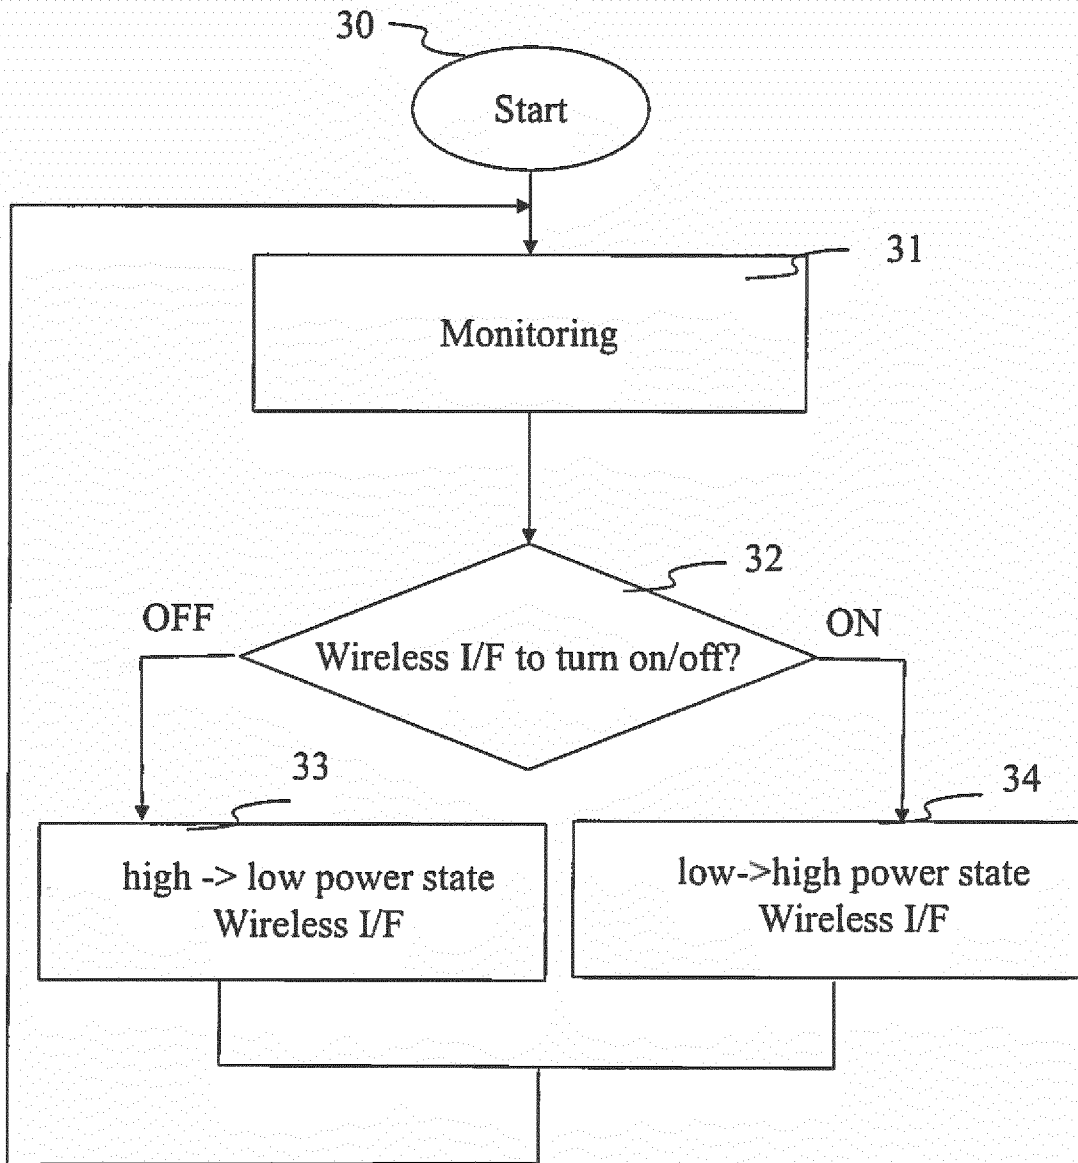 30
Start
31
Monitoring
32
OFF
ON
Wireless I/F to turn on/off?
33
34
high -> low power state
Wireless I/F
low->high power state
Wireless I/F